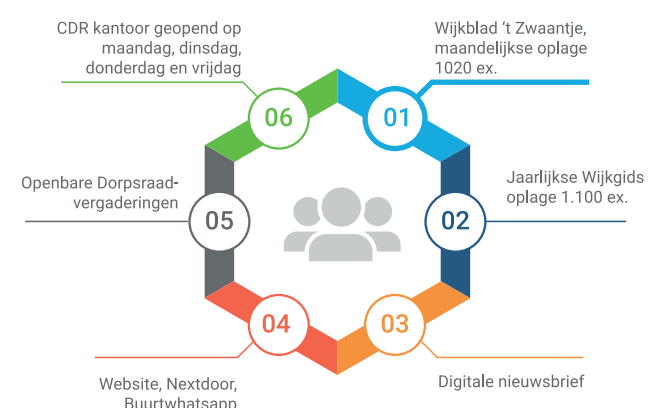 CDR kantoor geopend op
maandag, dinsdag,
donderdag en vrijdag
06
Wijkblad ‘t Zwaantje,
maandelijkse oplage
1020 ex.
01
Jaarlijkse Wijkgids
oplage 1.100 ex.
02
Digitale nieuwsbrief
03
Website, Nextdoor,
Buurtwhatsapp
04
Openbare Dorpsraad-
vergaderingen
05